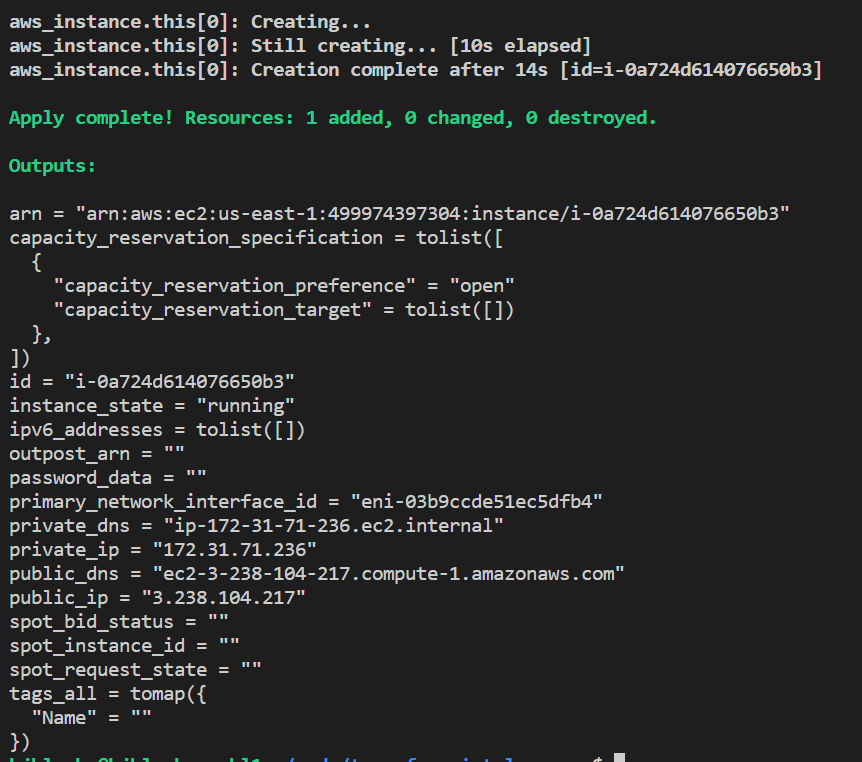 aws_instance.this[0]: Creating...
aws_instance.this[0]: Still creating... [10s elapsed]
aws_instance.this[0]: Creation complete after 14s [id=i-0a724d614076650b3]
Apply complete! Resources: 1 added, 0 changed, 0 destroyed.
Outputs:
arn = "arn:aws:ec2:us-east-1:499974397304:instance/i-0a724d614076650b3"
capacity_reservation_specification = tolist([
  {
    "capacity_reservation_preference" = "open"
    "capacity_reservation_target" = tolist([])
  },
])
id = "i-0a724d614076650b3"
instance_state = "running"
ipv6_addresses = tolist([])
outpost_arn = ""
password_data = ""
primary_network_interface_id = "eni-03b9ccde51ec5dfb4"
private_dns = "ip-172-31-71-236.ec2.internal"
private_ip = "172.31.71.236"
public_dns = "ec2-3-238-104-217.compute-1.amazonaws.com"
public_ip = "3.238.104.217"
spot_bid_status = ""
spot_instance_id = ""
spot_request_state = ""
tags_all = tomap({
  "Name" = ""
})